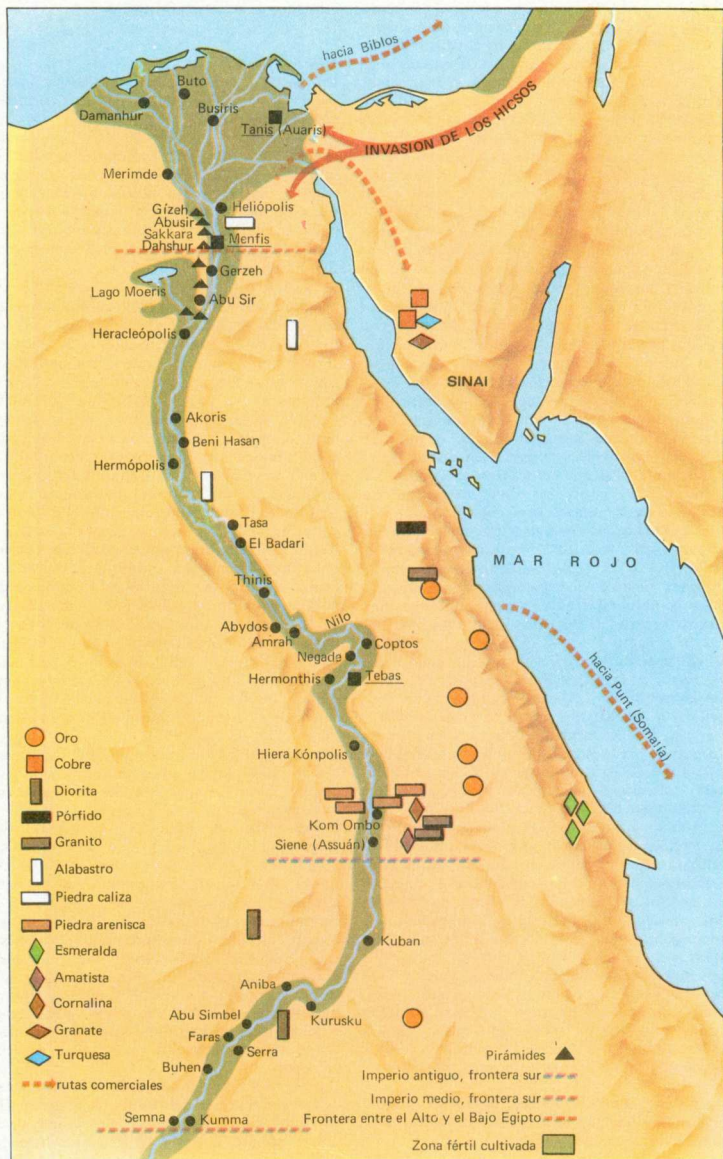 hacia Biblos
Buto
Damanhur
Busiris
Tanis (Auaris)
INVASION DE LOS HICSOS
Merimde
Gízeh
Heliópolis
Abusir
Sakkara
Dahshur
Menfis
Gerzeh
Lago Moeris
Abu Sir
Heracleópolis
SINAI
Akoris
Beni Hasan
Hermópolis
Tasa
El Badari
MAR ROJO
Thinis
Nilo
Abydos
Amrah
Coptos
Negade
Hermonthis
Tebas
hacia Punt (Somalía)
Hiera Kónpolis
Kom Ombo
Siene (Assuán)
Kuban
Aniba
Kurusku
Abu Simbel
Faras
Serra
Buhen
Semna
Kumma
Oro
Cobre
Diorita
Pórfido
Granito
Alabastro
Piedra caliza
Piedra arenisca
Esmeralda
Amatista
Cornalina
Granate
Turquesa
rutas comerciales
Pirámides
Imperio antiguo, frontera sur
Imperio medio, frontera sur
Frontera entre el Alto y el Bajo Egipto
Zona fértil cultivada